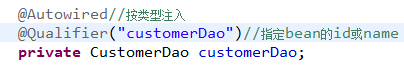 @Autowired//按类型注入
@Qualifier("customerDao")//指定bean的id或name
private CustomerDao customerDao;